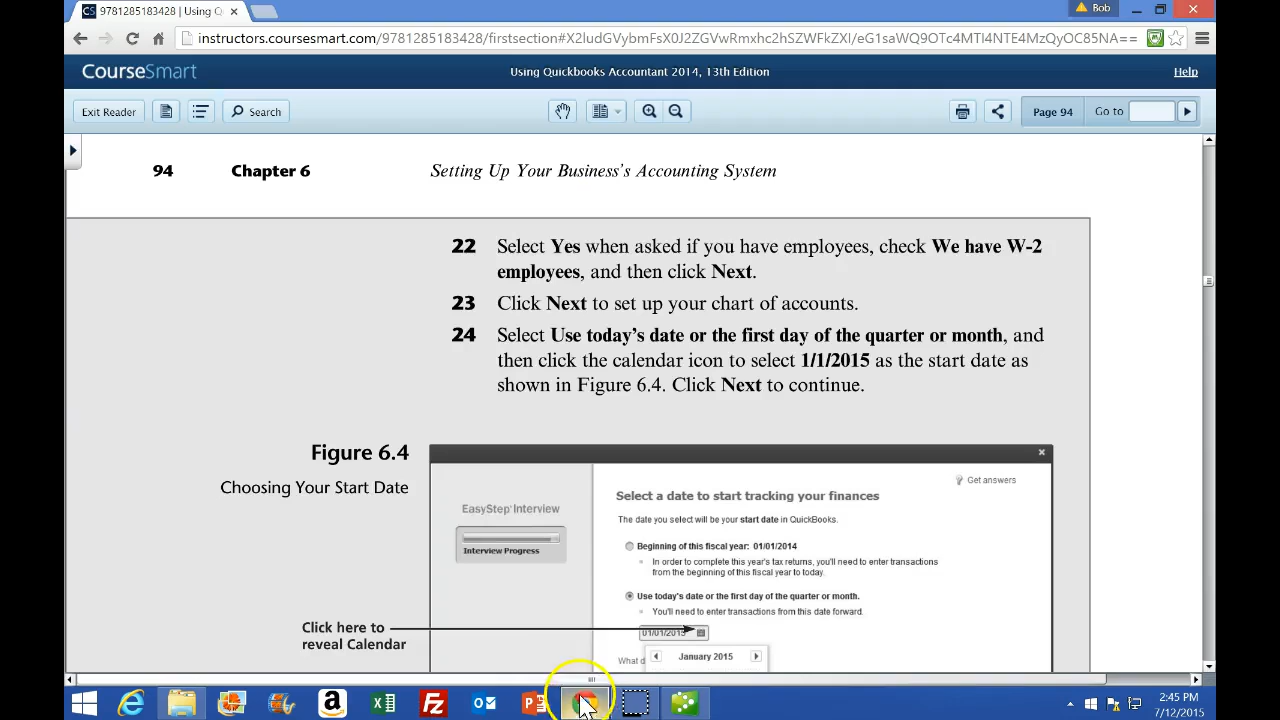 9781285183428 | Using Q
Bob
instructors.coursesmart.com/9781285183428/firstsection#X2ludGVybmFsX0J2ZGVwRmxhc2hSZWFkZXI/eG1saWQ9OTc4MTI4NTE4MzQyOC85NA==
CourseSmart
Using Quickbooks Accountant 2014, 13th Edition
Help
Exit Reader
Search
Page 94
Go to
94 Chapter 6 Setting Up Your Business's Accounting System
22 Select Yes when asked if you have employees, check We have W-2
employees, and then click Next.
23 Click Next to set up your chart of accounts.
24 Select Use today's date or the first day of the quarter or month, and
then click the calendar icon to select 1/1/2015 as the start date as
shown in Figure 6.4. Click Next to continue.
Figure 6.4
Choosing Your Start Date
Get answers
Select a date to start tracking your finances
EasyStep Interview
The date you select will be your start date in QuickBooks.
Interview Progress
Beginning of this fiscal year: 01/01/2014
In order to complete this year's tax returns, you'll need to enter transactions
from the beginning of this fiscal year to today.
Use today's date or the first day of the quarter or month.
You'll need to enter transactions from this date forward.
Click here to
reveal Calendar
01/01/2015
January 2015
What d
2:45 PM
7/12/2015